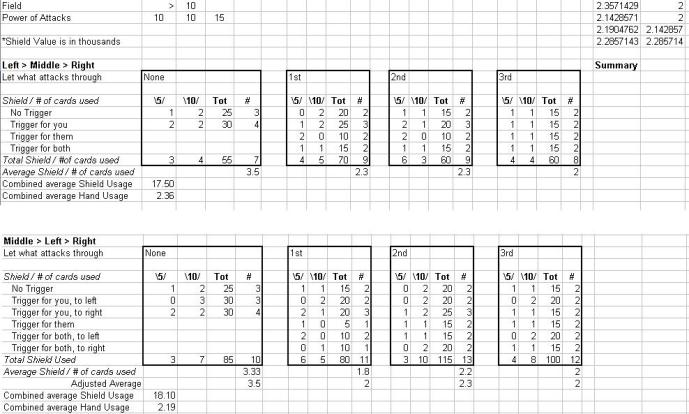 Field > 10 2.3571429 2
Power of Attacks 10 10 15 2.1428571 2
2.1904762 2.142857
*Shield Value is in thousands 2.2857143 2.285714
Left > Middle > Right Summary
Let what attacks through None 1st 2nd 3rd
Shield / # of cards used \5/ \10/ Tot # \5/ \10/ Tot # \5/ \10/ Tot # \5/ \10/ Tot #
No Trigger 1 2 25 3 0 2 20 2 1 1 15 2 1 1 15 2
Trigger for you 2 2 30 4 1 2 25 3 2 1 20 3 1 1 15 2
Trigger for them 2 0 10 2 2 0 10 2 1 1 15 2
Trigger for both 1 1 15 2 1 1 15 2 1 1 15 2
Total Shield / #of cards used 3 4 55 7 4 5 70 9 6 3 60 9 4 4 60 8
Average Shield / # of cards used 3.5 2.3 2.3 2
Combined average Shield Usage 17.50
Combined average Hand Usage 2.36
Middle > Left > Right
Let what attacks through None 1st 2nd 3rd
Shield / # of cards used \5/ \10/ Tot # \5/ \10/ Tot # \5/ \10/ Tot # \5/ \10/ Tot #
No Trigger 1 2 25 3 1 1 15 2 0 2 20 2 1 1 15 2
Trigger for you, to left 0 3 30 3 0 2 20 2 0 2 20 2 0 2 20 2
Trigger for you, to right 2 2 30 4 2 1 20 3 1 2 25 3 1 1 15 2
Trigger for them 1 0 5 1 1 1 15 2 1 1 15 2
Trigger for both, to left 2 0 10 2 1 1 15 2 0 2 20 2
Trigger for both, to right 0 1 10 1 0 2 20 2 1 1 15 2
Total Shield Used 3 7 85 10 6 5 80 11 3 10 115 13 4 8 100 12
Average Shield / # of cards used 3.33 1.8 2.2 2
Adjusted Average 3.5 2 2.3 2
Combined average Shield Usage 18.10
Combined average Hand Usage 2.19